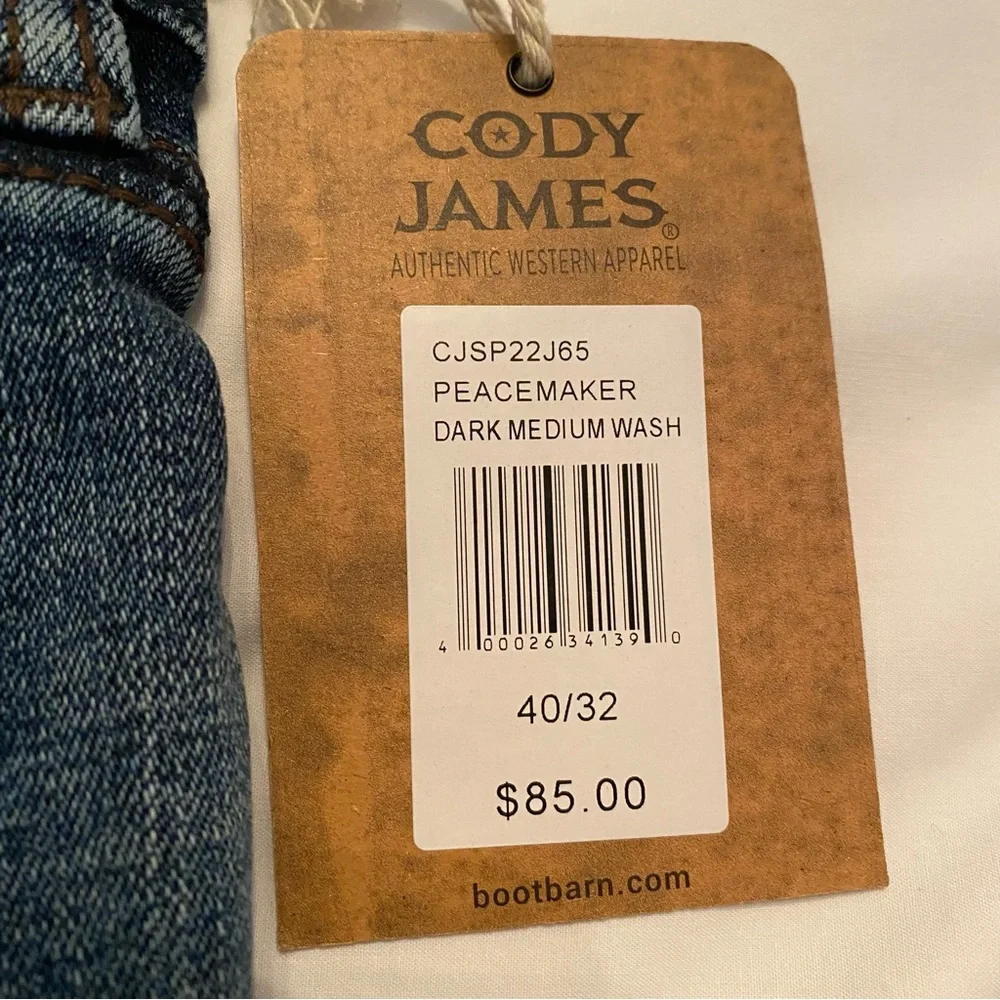 CODY
JAMES®
AUTHENTIC WESTERN APPAREL
CJSP22J65
PEACEMAKER
DARK MEDIUM WASH
4 00026 34139 0
40/32
$85.00
bootbarn.com